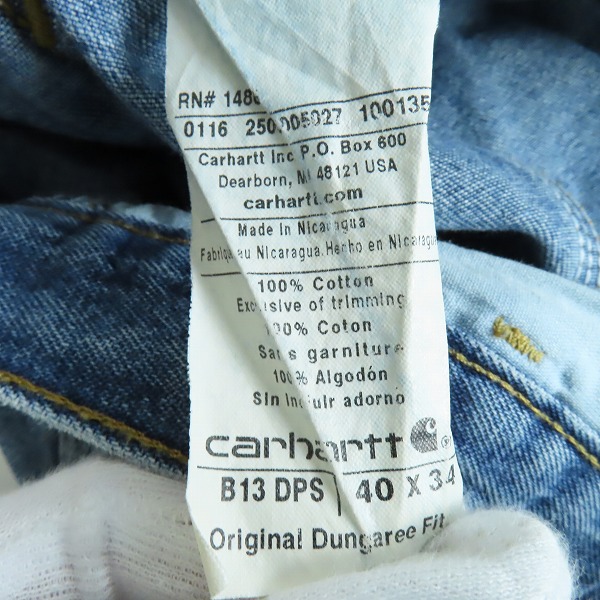 RN# 1486
0116 250005027 100135
Carhartt Inc P.O. Box 600
Dearborn, MI 48121 USA
carhartt.com
Made in Nicaragua
Fabriqu au Nicaragua. Hecho en Nicaragua
100% Cotton
Exclusive of trimming
100% Coton
Sans garniture
100% Algodón
Sin Incluir adorno
carhartt ®
B13 DPS | 40 X 34
Original Dungaree Fit